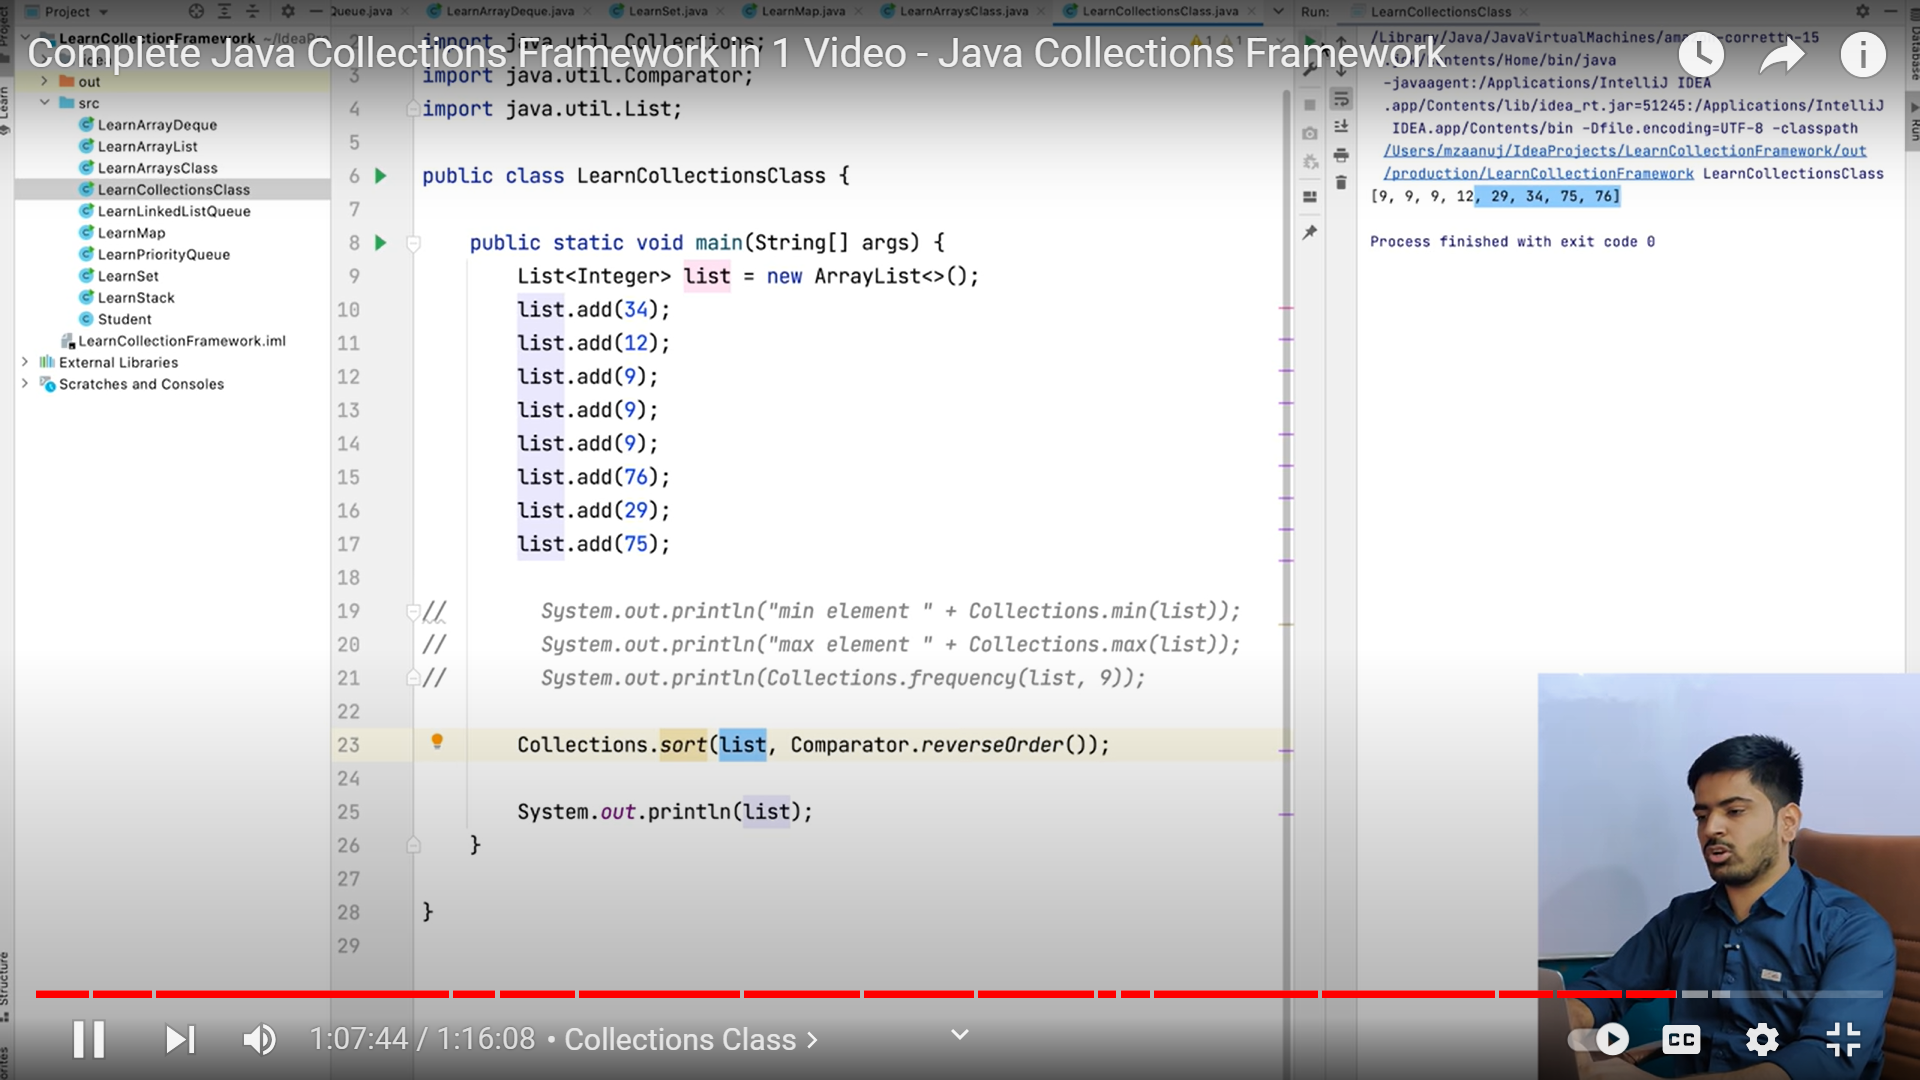 Project
Queue.java
LearnArrayDeque.java
LearnSet.java
LearnMap.java
LearnArraysClass.java
LearnCollectionsClass.java
Run:
LearnCollectionsClass
Complete Java Collections Framework in 1 Video - Java Collections Framework
LearnCollectionFramework
out
src
LearnArrayDeque
LearnArrayList
LearnArraysClass
LearnCollectionsClass
LearnLinkedListQueue
LearnMap
LearnPriorityQueue
LearnSet
LearnStack
Student
LearnCollectionFramework.iml
External Libraries
Scratches and Consoles
Learn
Structure
import java.util.Collections;
3 import java.util.Comparator;
4 import java.util.List;
5
6 public class LearnCollectionsClass {
7
8 public static void main(String[] args) {
9 List<Integer> list = new ArrayList<>();
10 list.add(34);
11 list.add(12);
12 list.add(9);
13 list.add(9);
14 list.add(9);
15 list.add(76);
16 list.add(29);
17 list.add(75);
18
19 // System.out.println("min element " + Collections.min(list));
20 // System.out.println("max element " + Collections.max(list));
21 // System.out.println(Collections.frequency(list, 9));
22
23 Collections.sort(list, Comparator.reverseOrder());
24
25 System.out.println(list);
26 }
27
28 }
29
/Library/Java/JavaVirtualMachines/ -corretto-15
/Contents/Home/bin/java
-javaagent:/Applications/IntelliJ IDEA
.app/Contents/lib/idea_rt.jar=51245:/Applications/IntelliJ
IDEA.app/Contents/bin -Dfile.encoding=UTF-8 -classpath
/Users/mzaanuj/IdeaProjects/LearnCollectionFramework/out
/production/LearnCollectionFramework LearnCollectionsClass
[9, 9, 9, 12, 29, 34, 75, 76]
Process finished with exit code 0
Database
Run
1:07:44 / 1:16:08 • Collections Class
CC